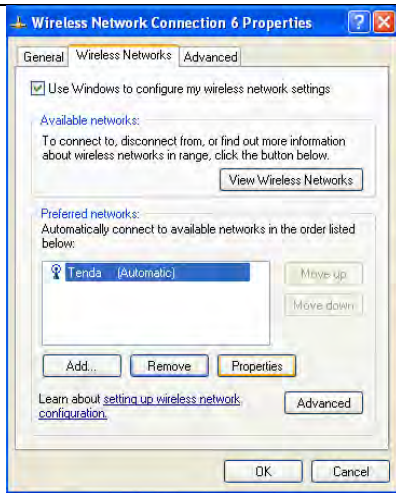 Wireless Network Connection 6 Properties
General Wireless Networks Advanced
Use Windows to configure my wireless network settings
Available networks:
To connect to, disconnect from, or find out more information
about wireless networks in range, click the button below.
View Wireless Networks
Preferred networks:
Automatically connect to available networks in the order listed
below:
Tenda (Automatic)
Move up
Move down
Add... Remove Properties
Learn about setting up wireless network
configuration.
Advanced
OK Cancel